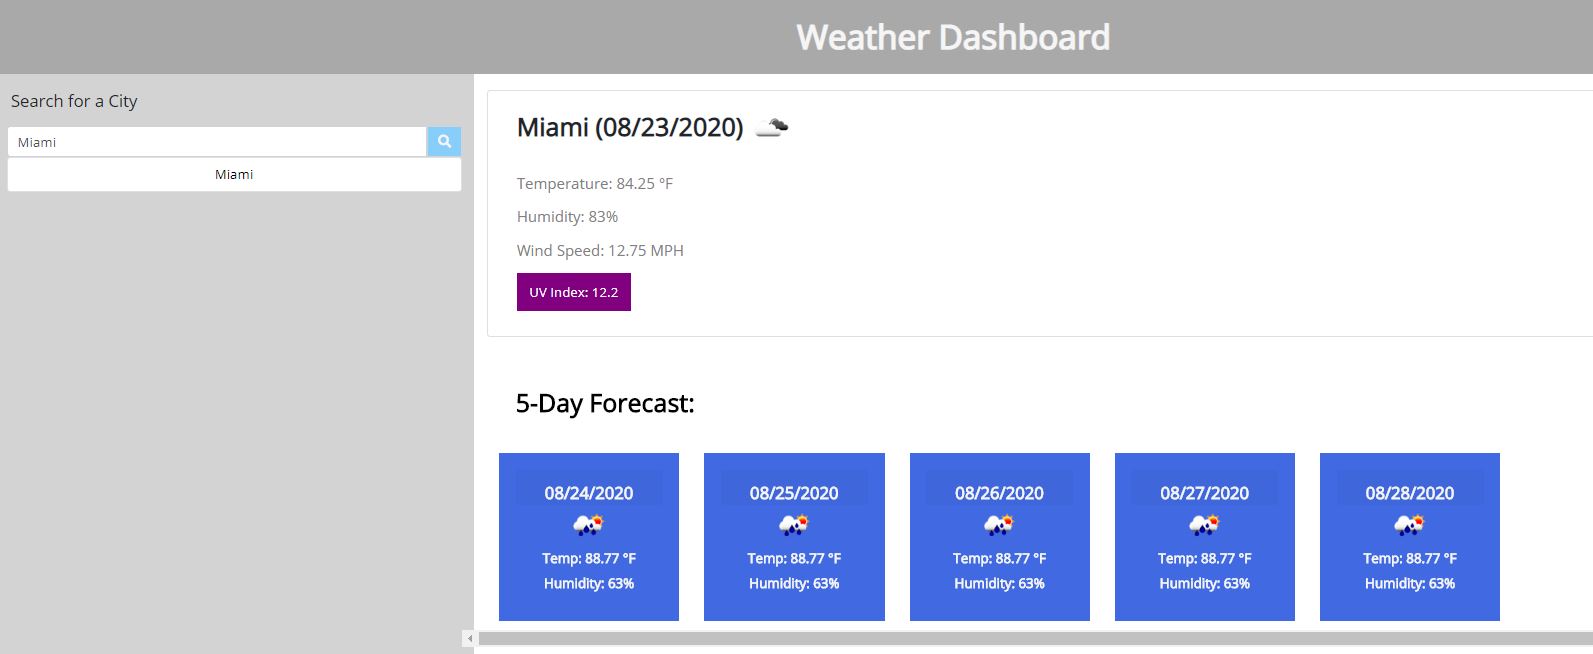 Weather Dashboard
Search for a City
Miami
Miami
Miami (08/23/2020)
Temperature: 84.25 °F
Humidity: 83%
Wind Speed: 12.75 MPH
UV Index: 12.2
5-Day Forecast:
08/24/2020
Temp: 88.77 °F
Humidity: 63%
08/25/2020
Temp: 88.77 °F
Humidity: 63%
08/26/2020
Temp: 88.77 °F
Humidity: 63%
08/27/2020
Temp: 88.77 °F
Humidity: 63%
08/28/2020
Temp: 88.77 °F
Humidity: 63%